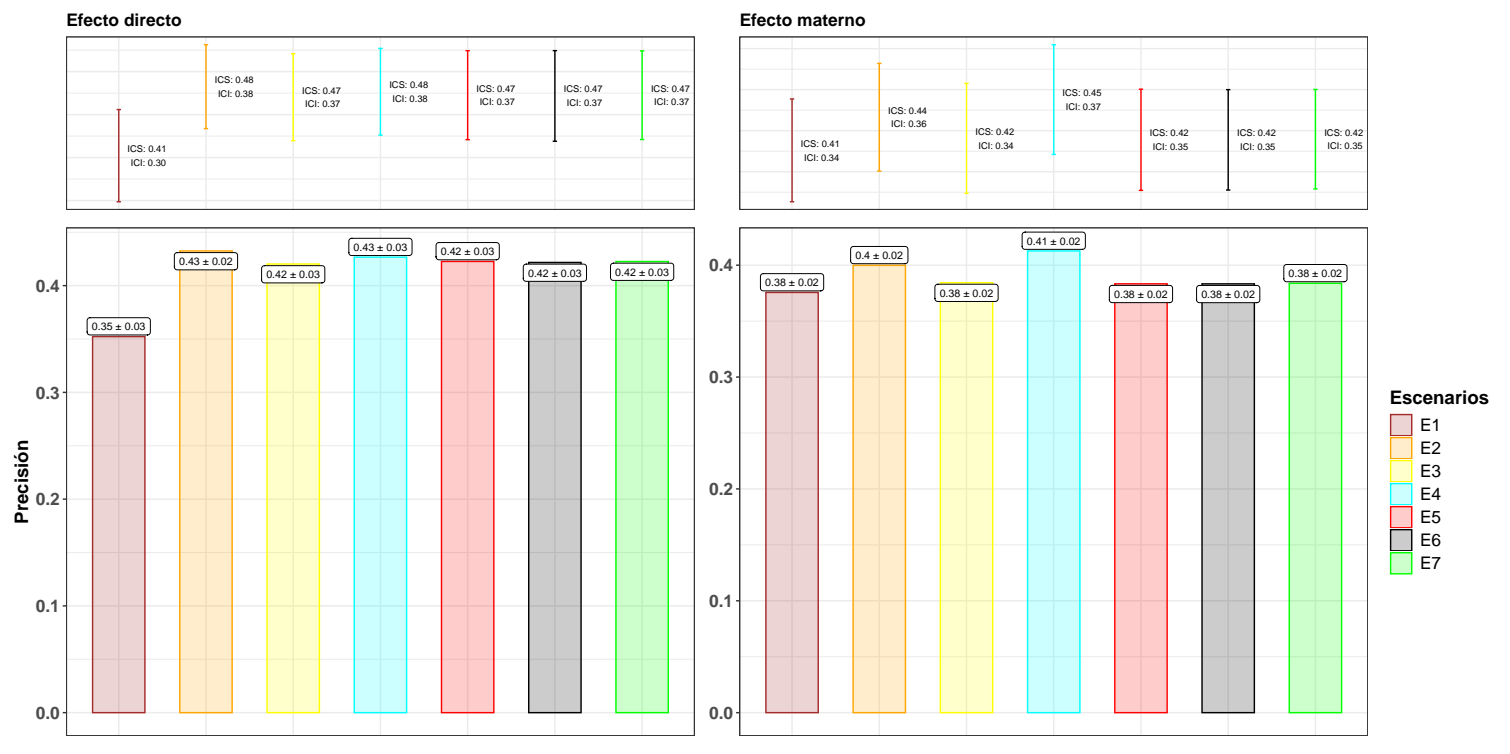 Efecto directo
ICS: 0.41
ICI: 0.30
ICS: 0.48
ICI: 0.38
ICS: 0.47
ICI: 0.37
ICS: 0.48
ICI: 0.38
ICS: 0.47
ICI: 0.37
ICS: 0.47
ICI: 0.37
ICS: 0.47
ICI: 0.37
Efecto materno
ICS: 0.41
ICI: 0.34
ICS: 0.44
ICI: 0.36
ICS: 0.42
ICI: 0.34
ICS: 0.45
ICI: 0.37
ICS: 0.42
ICI: 0.35
ICS: 0.42
ICI: 0.35
ICS: 0.42
ICI: 0.35
Precisión
0.4
0.3
0.2
0.1
0.0
0.35 ± 0.03
0.43 ± 0.02
0.42 ± 0.03
0.43 ± 0.03
0.42 ± 0.03
0.42 ± 0.03
0.42 ± 0.03
0.4
0.3
0.2
0.1
0.0
0.38 ± 0.02
0.4 ± 0.02
0.38 ± 0.02
0.41 ± 0.02
0.38 ± 0.02
0.38 ± 0.02
0.38 ± 0.02
Escenarios
E1
E2
E3
E4
E5
E6
E7